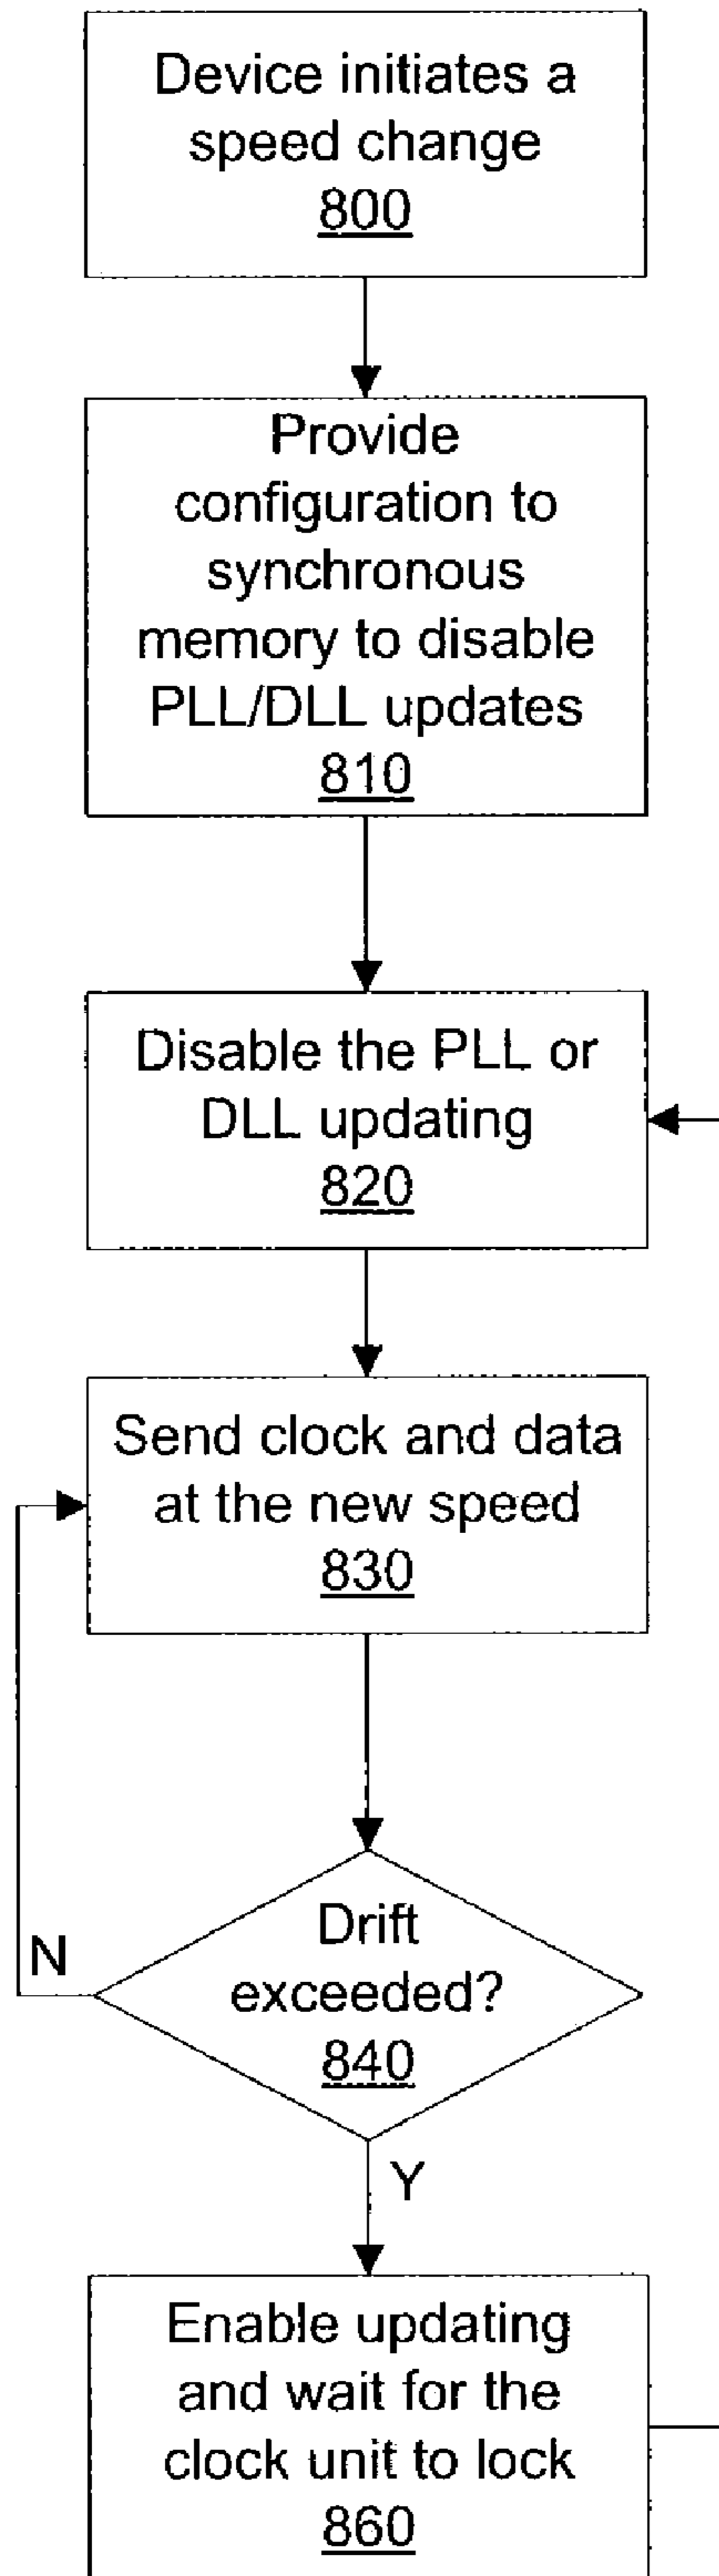 Device initiates a
speed change
800
Provide
configuration to
synchronous
memory to disable
PLL/DLL updates
810
Disable the PLL or
DLL updating
820
Send clock and data
at the new speed
830
Drift
exceeded?
840
N
Y
Enable updating
and wait for the
clock unit to lock
860